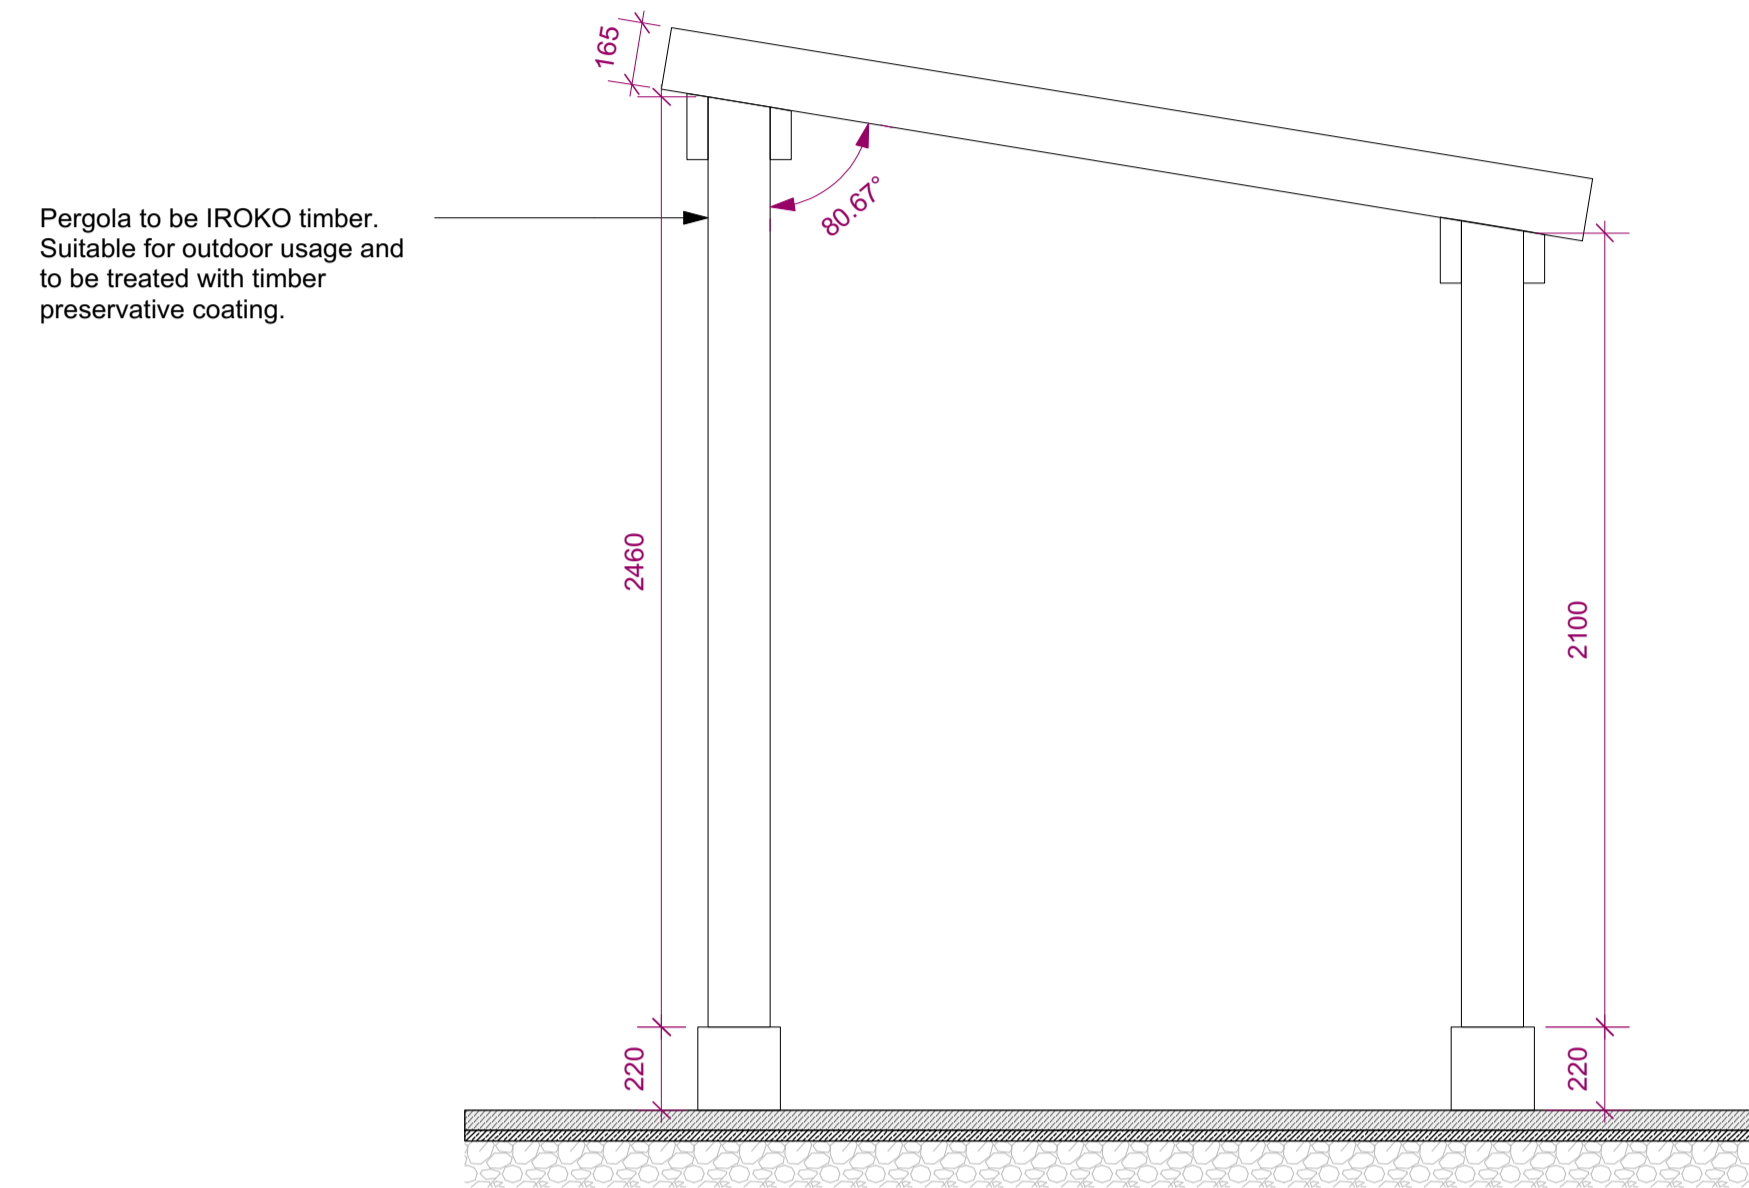 165
80.67°
Pergola to be IROKO timber.
Suitable for outdoor usage and
to be treated with timber
preservative coating.
2460
2100
220
220